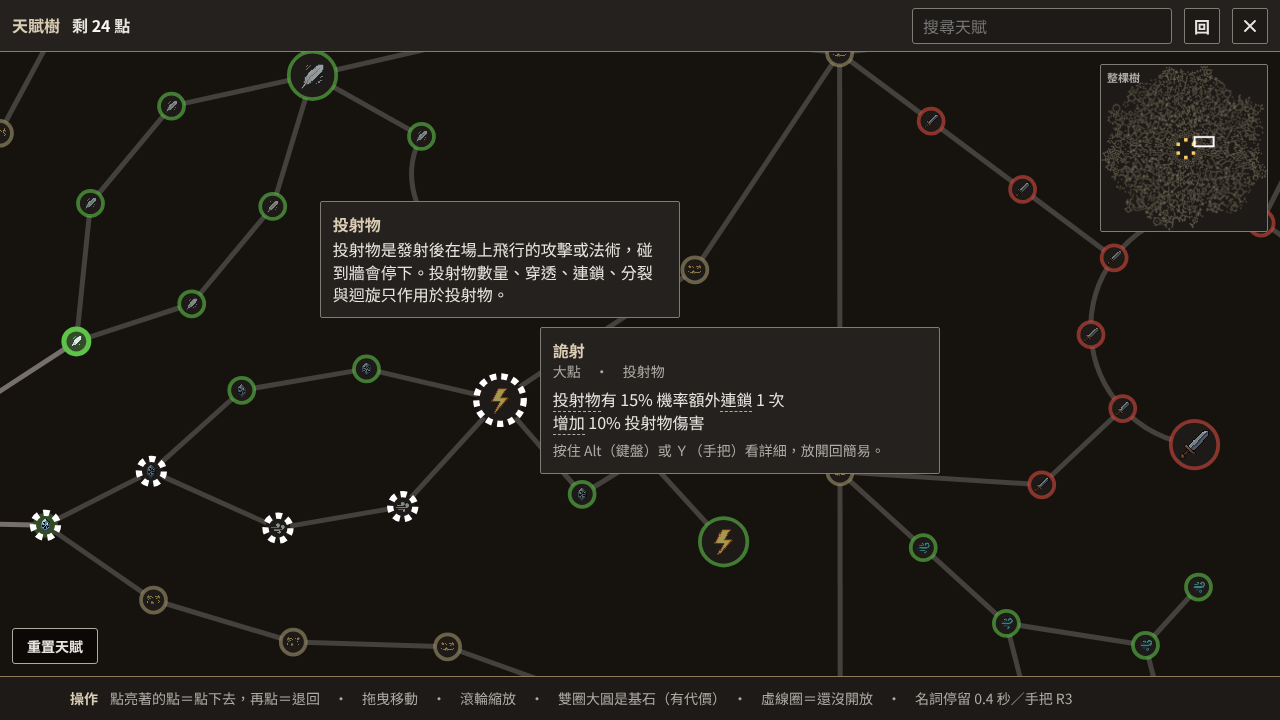 天賦樹 剩 24 點
搜尋天賦
回 ✕
整棵樹
投射物
投射物是發射後在場上飛行的攻擊或法術，碰
到牆會停下。投射物數量、穿透、連鎖、分裂
與迴旋只作用於投射物。
詭射
大點 ・ 投射物
投射物有 15% 機率額外連鎖 1 次
增加 10% 投射物傷害
按住 Alt（鍵盤）或 Y（手把）看詳細，放開回簡易。
重置天賦
操作 點亮著的點＝點下去，再點＝退回 ・ 拖曳移動 ・ 滾輪縮放 ・ 雙圈大圓是基石（有代價） ・ 虛線圈＝還沒開放 ・ 名詞停留 0.4 秒／手把 R3